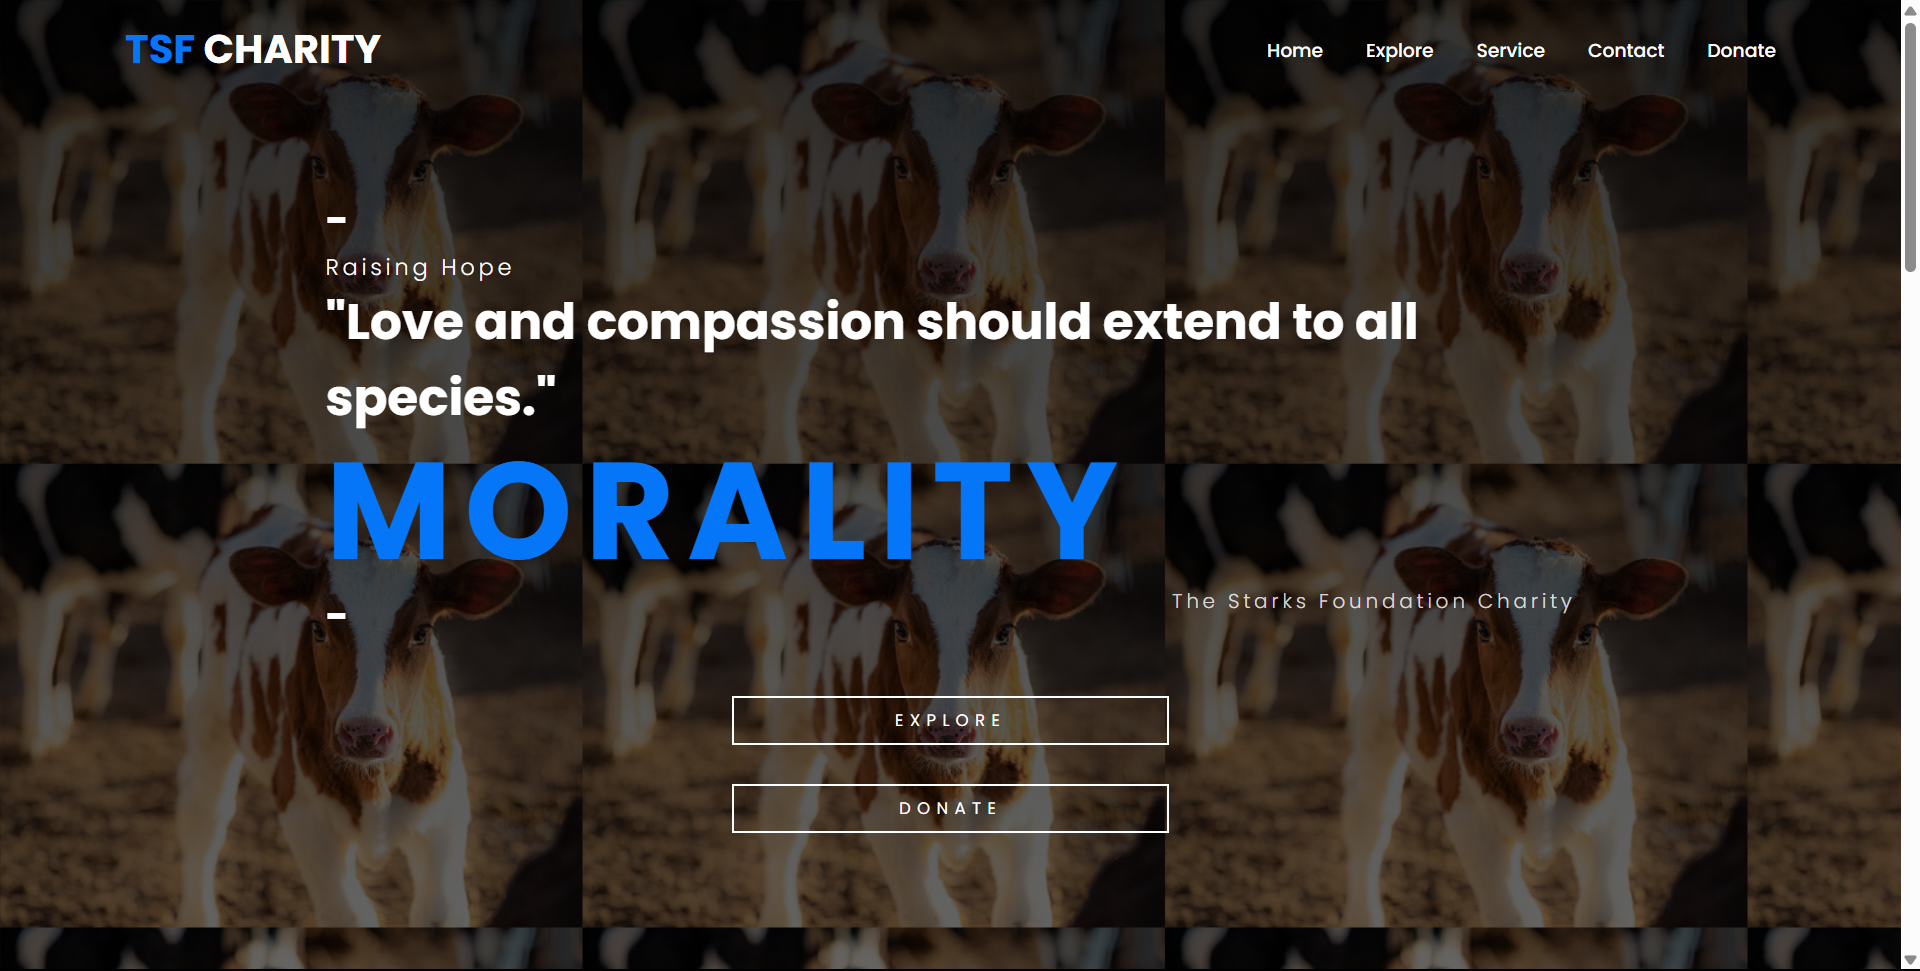 TSF CHARITY
Home Explore Service Contact Donate
-
Raising Hope
"Love and compassion should extend to all
species."
MORALITY
-
The Starks Foundation Charity
EXPLORE
DONATE